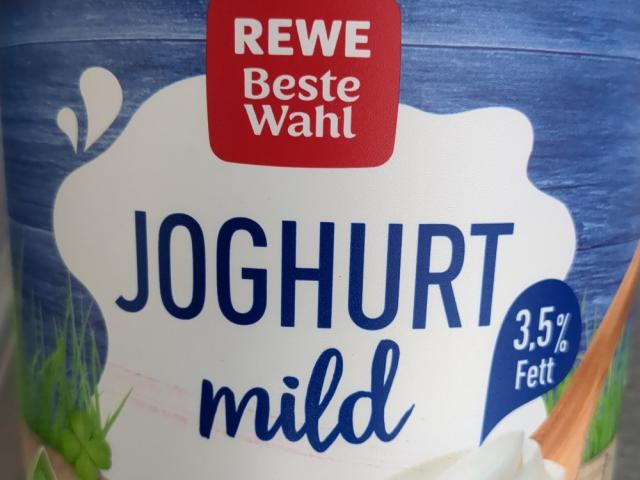 REWE
Beste
Wahl
JOGHURT
mild
3,5%
Fett